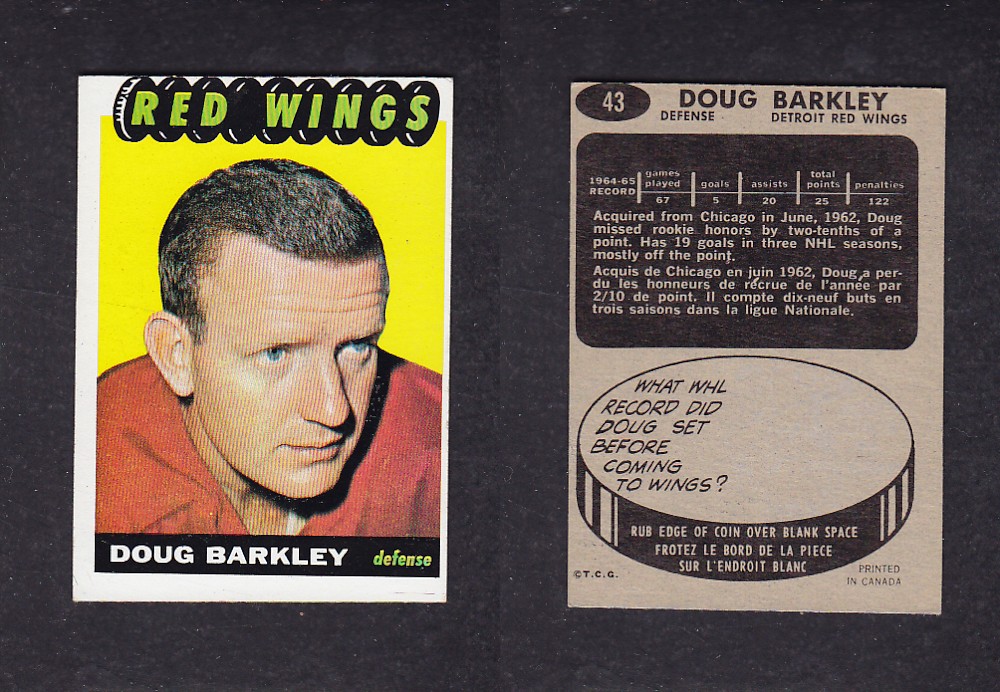 RED WINGS
DOUG BARKLEY defense
43 DOUG BARKLEY
DEFENSE DETROIT RED WINGS
1964-65 RECORD games played goals assists total points penalties
67 5 20 25 122
Acquired from Chicago in June, 1962, Doug
missed rookie honors by two-tenths of a
point. Has 19 goals in three NHL seasons,
mostly off the point.
Acquis de Chicago en juin 1962, Doug a per-
du les honneurs de recrue de l'année par
2/10 de point. Il compte dix-neuf buts en
trois saisons dans la ligue Nationale.
WHAT WHL
RECORD DID
DOUG SET
BEFORE
COMING
TO WINGS?
RUB EDGE OF COIN OVER BLANK SPACE
FROTEZ LE BORD DE LA PIECE
SUR L'ENDROIT BLANC
©T.C.G.
PRINTED
IN CANADA